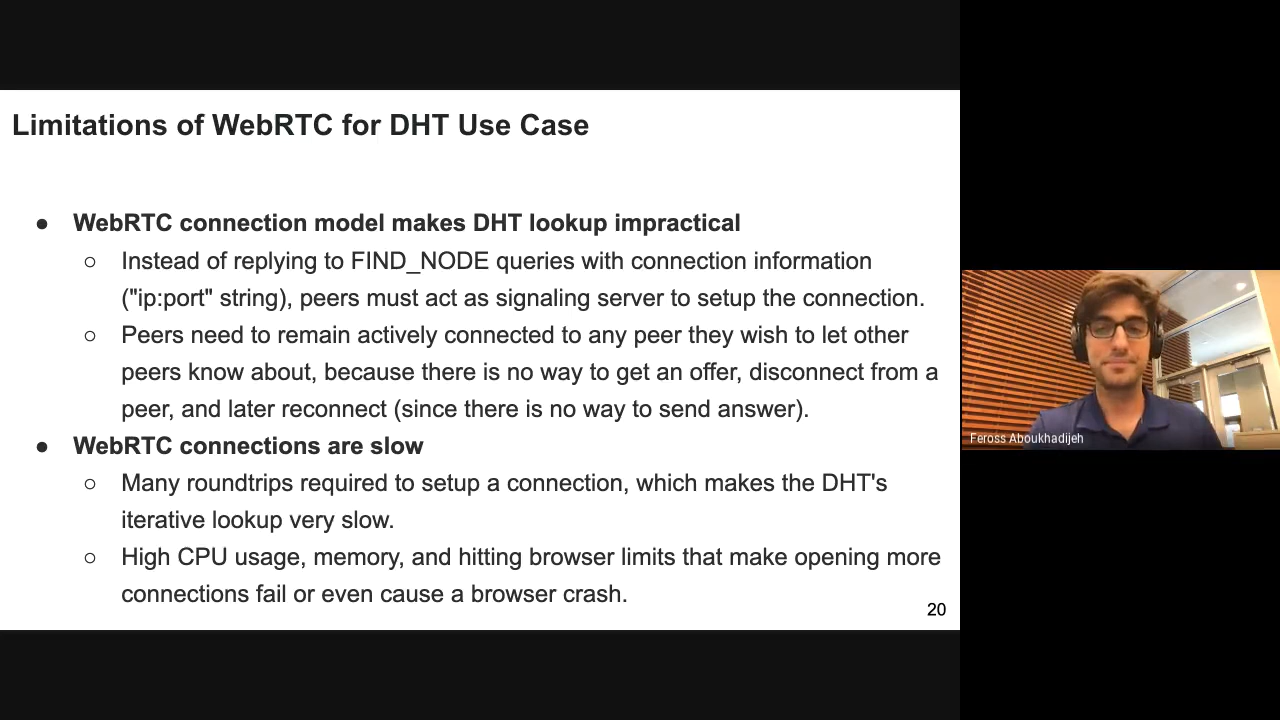 Limitations of WebRTC for DHT Use Case
● WebRTC connection model makes DHT lookup impractical
○ Instead of replying to FIND_NODE queries with connection information
("ip:port" string), peers must act as signaling server to setup the connection.
○ Peers need to remain actively connected to any peer they wish to let other
peers know about, because there is no way to get an offer, disconnect from a
peer, and later reconnect (since there is no way to send answer).
● WebRTC connections are slow
○ Many roundtrips required to setup a connection, which makes the DHT's
iterative lookup very slow.
○ High CPU usage, memory, and hitting browser limits that make opening more
connections fail or even cause a browser crash.
20
Feross Aboukhadijeh